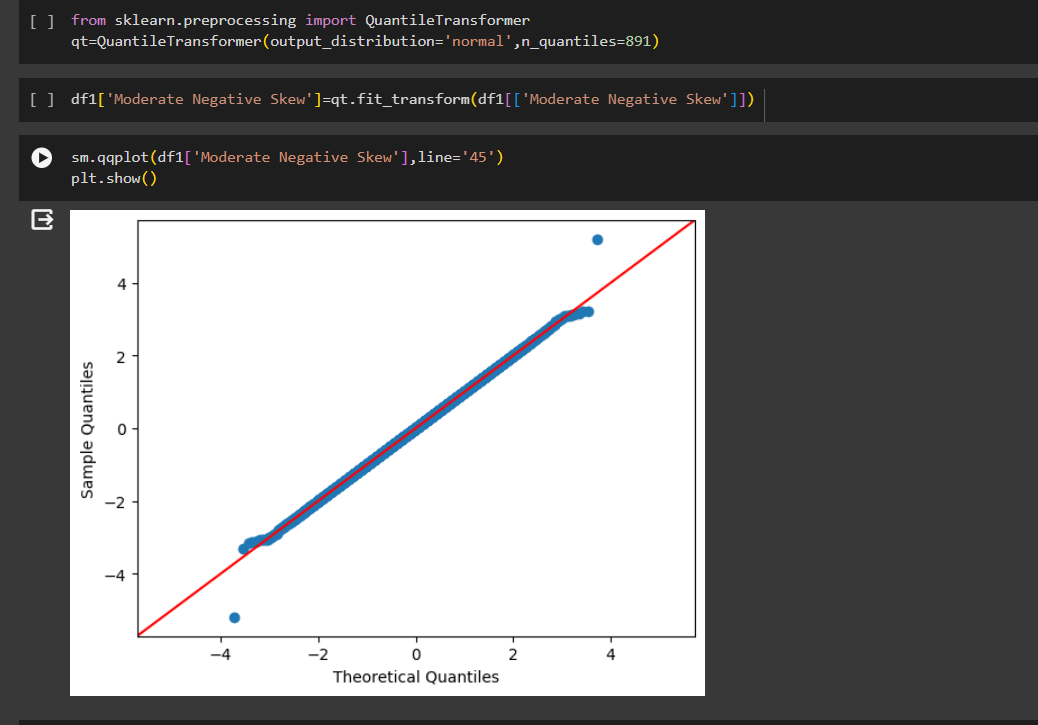 [ ] from sklearn.preprocessing import QuantileTransformer
qt=QuantileTransformer(output_distribution='normal',n_quantiles=891)
[ ] df1['Moderate Negative Skew']=qt.fit_transform(df1[['Moderate Negative Skew']])
sm.qqplot(df1['Moderate Negative Skew'],line='45')
plt.show()
4
2
0
−2
−4
Sample Quantiles
−4 −2 0 2 4
Theoretical Quantiles